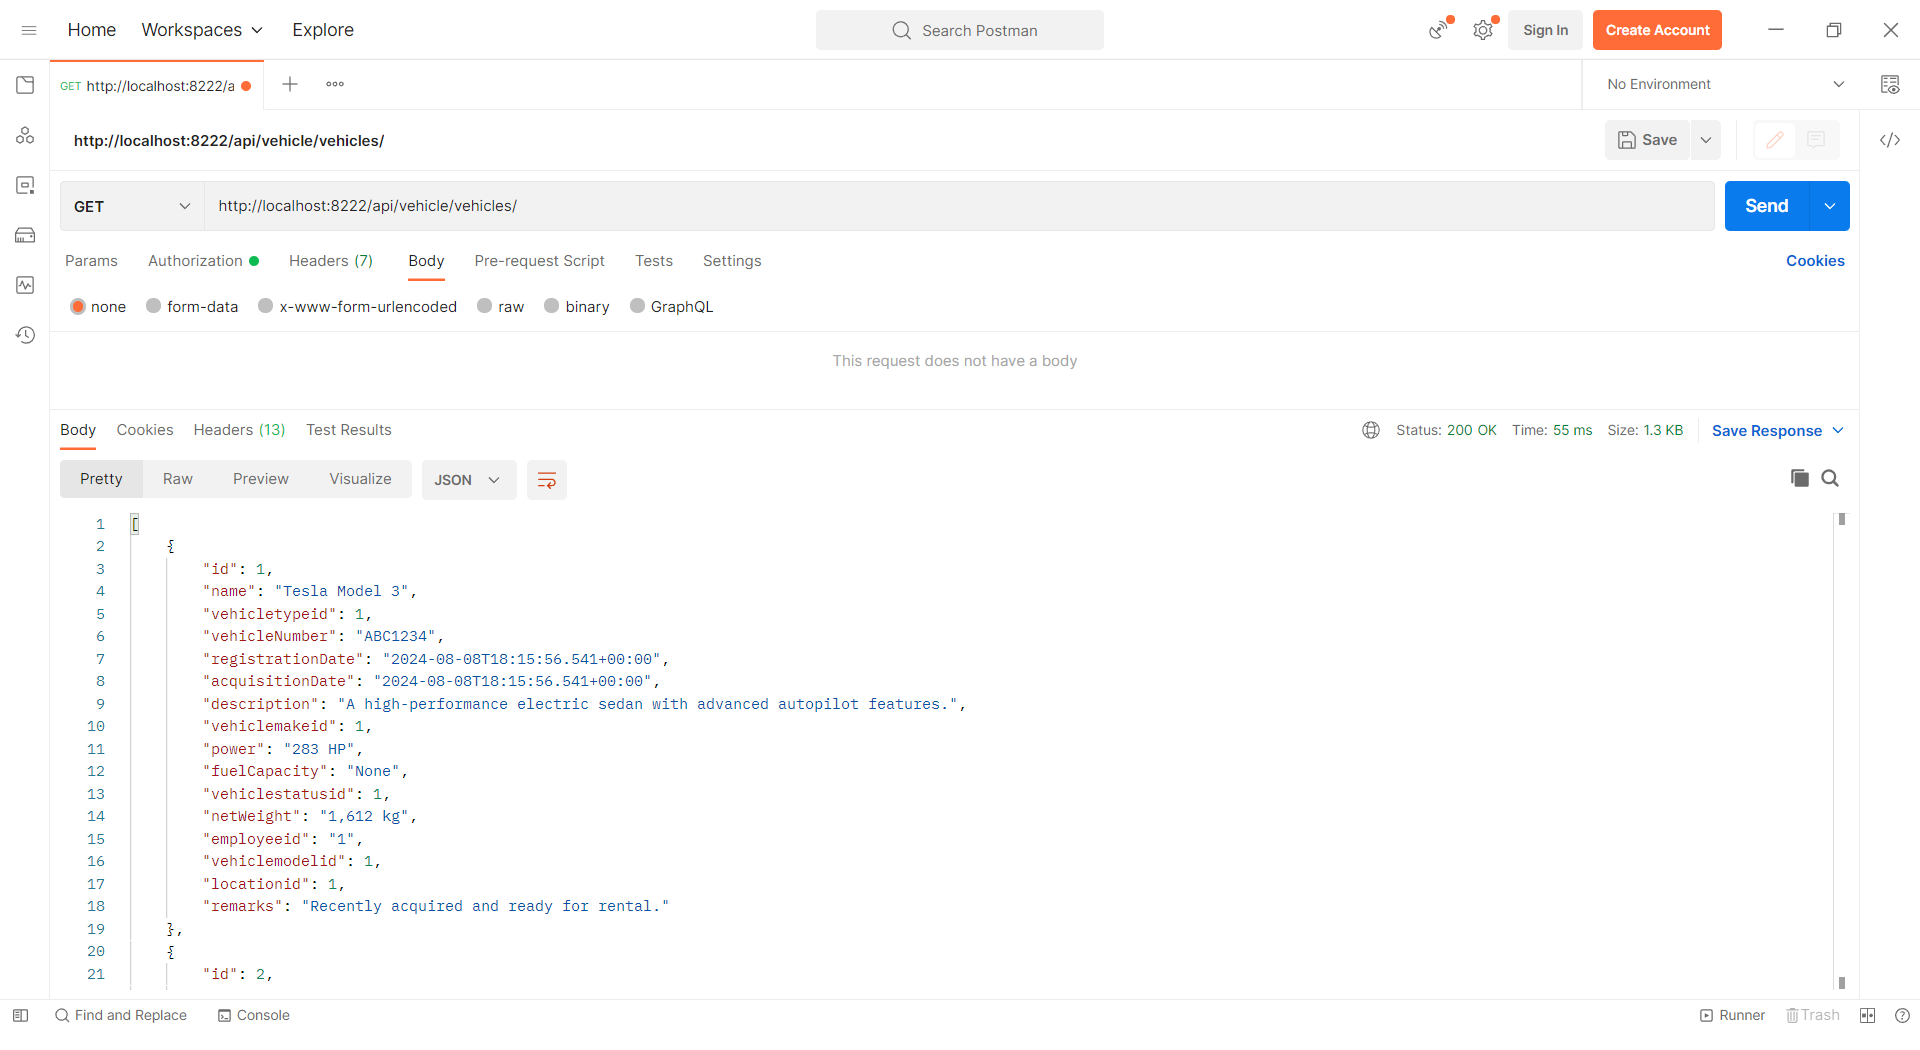 Home Workspaces Explore Search Postman Sign In Create Account
GET http://localhost:8222/a No Environment
http://localhost:8222/api/vehicle/vehicles/ Save
GET http://localhost:8222/api/vehicle/vehicles/ Send
Params Authorization Headers (7) Body Pre-request Script Tests Settings Cookies
none form-data x-www-form-urlencoded raw binary GraphQL
This request does not have a body
Body Cookies Headers (13) Test Results Status: 200 OK Time: 55 ms Size: 1.3 KB Save Response
Pretty Raw Preview Visualize JSON
1 [
2 {
3 "id": 1,
4 "name": "Tesla Model 3",
5 "vehicletypeid": 1,
6 "vehicleNumber": "ABC1234",
7 "registrationDate": "2024-08-08T18:15:56.541+00:00",
8 "acquisitionDate": "2024-08-08T18:15:56.541+00:00",
9 "description": "A high-performance electric sedan with advanced autopilot features.",
10 "vehiclemakeid": 1,
11 "power": "283 HP",
12 "fuelCapacity": "None",
13 "vehiclestatusid": 1,
14 "netWeight": "1,612 kg",
15 "employeeid": "1",
16 "vehiclemodelid": 1,
17 "locationid": 1,
18 "remarks": "Recently acquired and ready for rental."
19 },
20 {
21 "id": 2,
Find and Replace Console Runner Trash